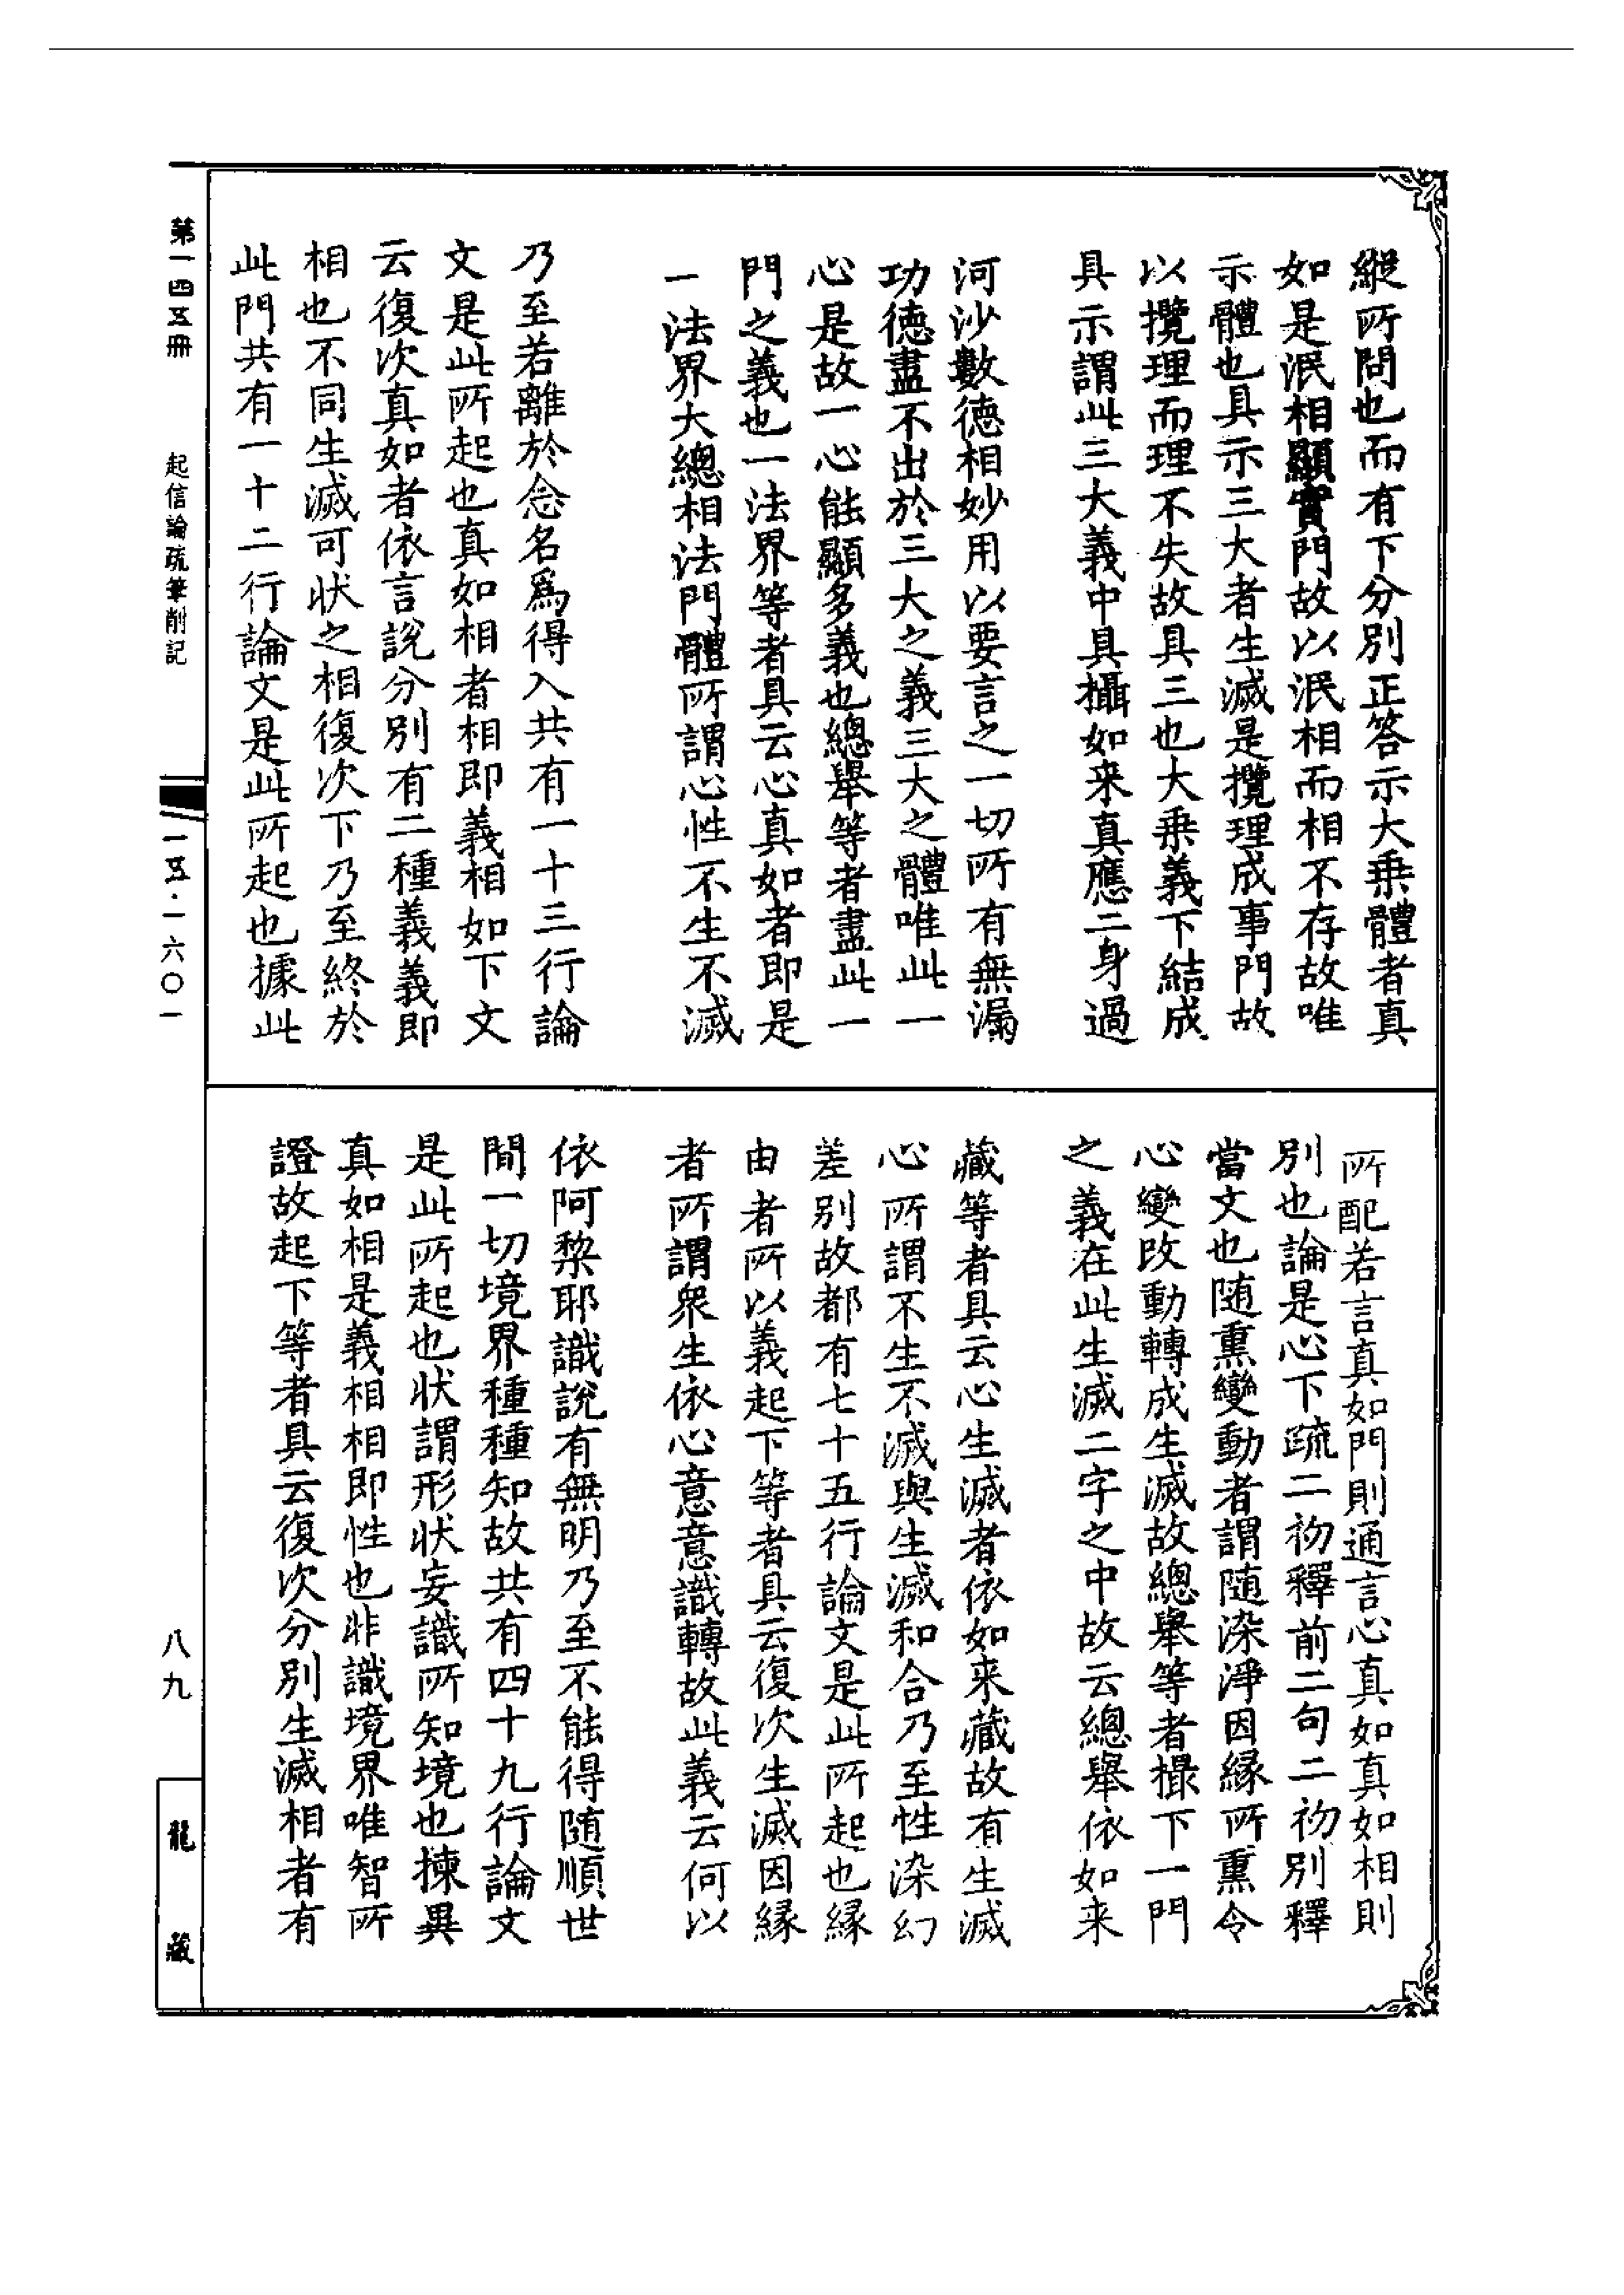 縱所問也而有下分別正答示大乗體者真
如是泯相顯實門故以泯相而相不存故唯
示體也具示三大者生滅是攬理成事門故
以攬理而理不失故具三也大乗義下結成
具示謂此三大義中具攝如来真應二身過
河沙數德相妙用以要言之一切所有無漏
功德盡不出於三大之義三大之體唯此一
心是故一心能顯多義也總舉等者盡此一
門之義也一法界等者具云心真如者即是
一法界大總相法門體所謂心性不生不滅
乃至若離於念名爲得入共有一十三行論
文是此所起也真如相者相即義相如下文
云復次真如者依言說分別有二種義義即
相也不同生滅可狀之相復次下乃至終於
此門共有一十二行論文是此所起也據此
所配若言真如門則通言心真如真如相則
別也論是心下疏二初釋前二句二初別釋
當文也随熏變動者謂随染淨因縁所熏令
心變改動轉成生滅故總舉等者撮下一門
之義在此生滅二字之中故云總舉依如来
藏等者具云心生滅者依如来藏故有生滅
心所謂不生不滅與生滅和合乃至性染幻
差别故都有七十五行論文是此所起也縁
由者所以義起下等者具云復次生滅因縁
者所謂衆生依心意意識轉故此義云何以
依阿黎耶識說有無明乃至不能得随順世
間一切境界種種知故共有四十九行論文
是此所起也狀謂形狀妄識所知境也揀異
真如相是義相相即性也非識境界唯智所
證故起下等者具云復次分別生滅相者有
第一四五冊
起信論疏筆削記
一五·一六〇一
八九
龍藏